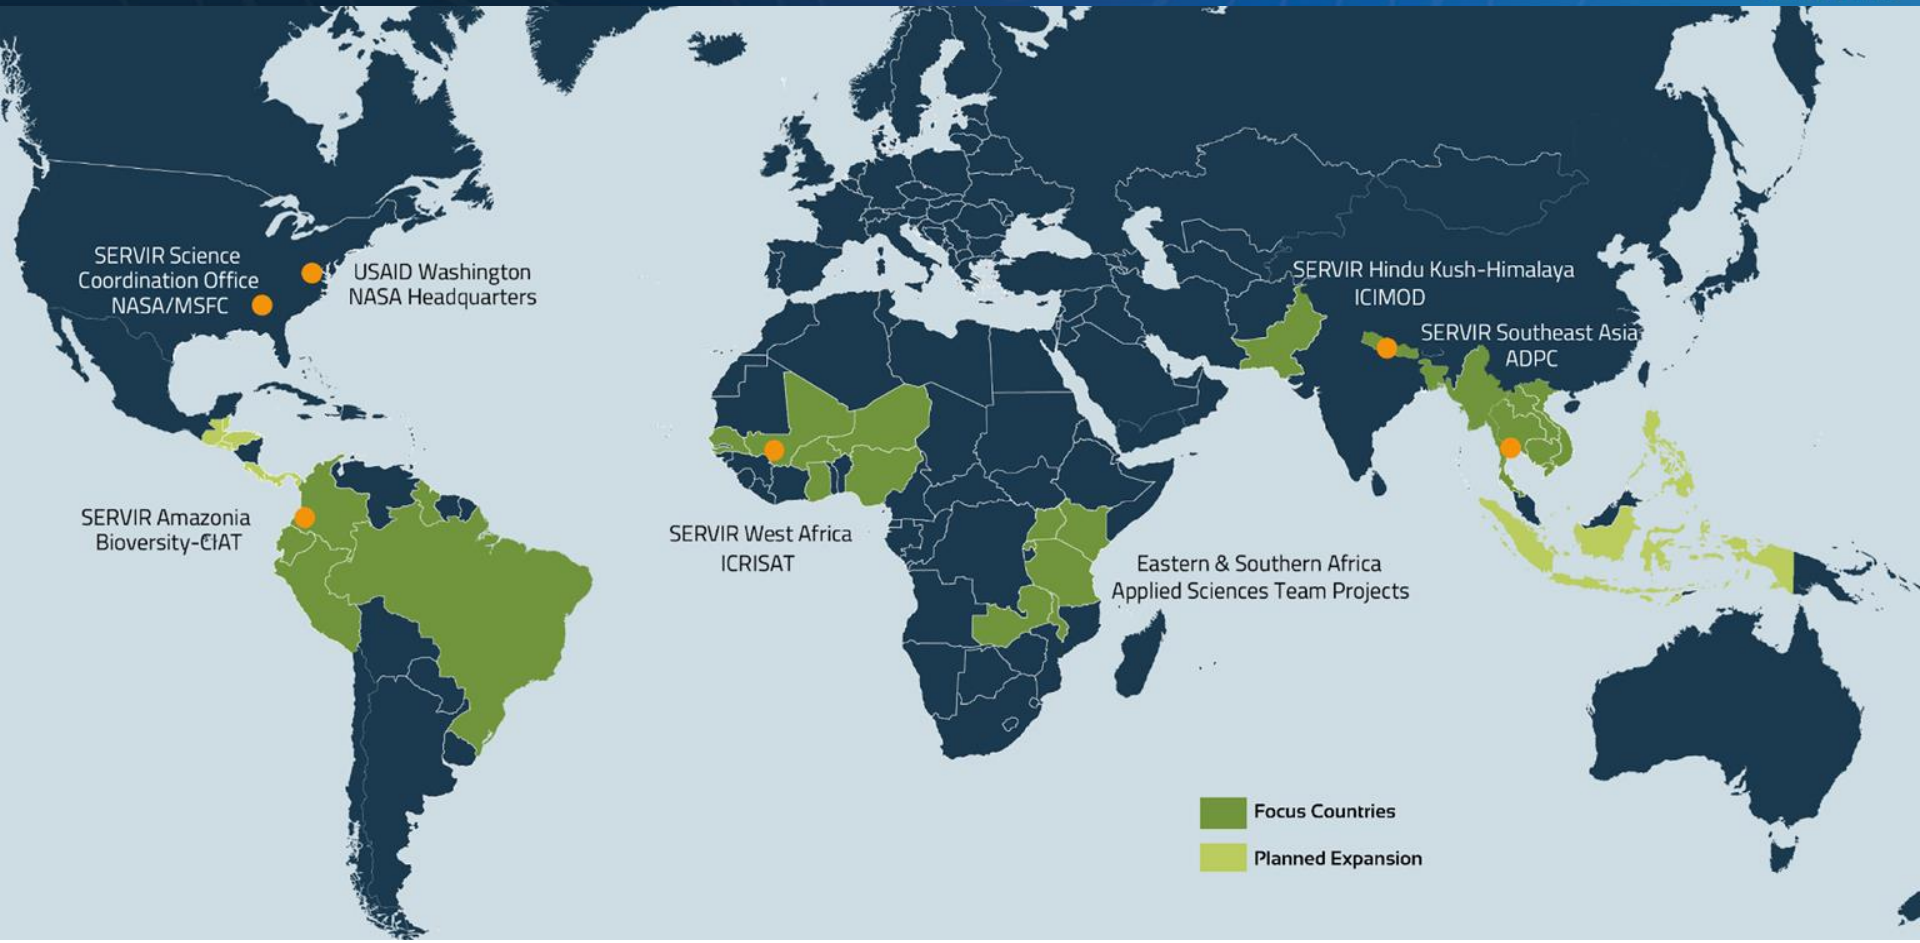 SERVIR Science
Coordination Office
NASA/MSFC
USAID Washington
NASA Headquarters
SERVIR Hindu Kush-Himalaya
ICIMOD
SERVIR Southeast Asia
ADPC
SERVIR Amazonia
Bioversity-CIAT
SERVIR West Africa
ICRISAT
Eastern & Southern Africa
Applied Sciences Team Projects
Focus Countries
Planned Expansion